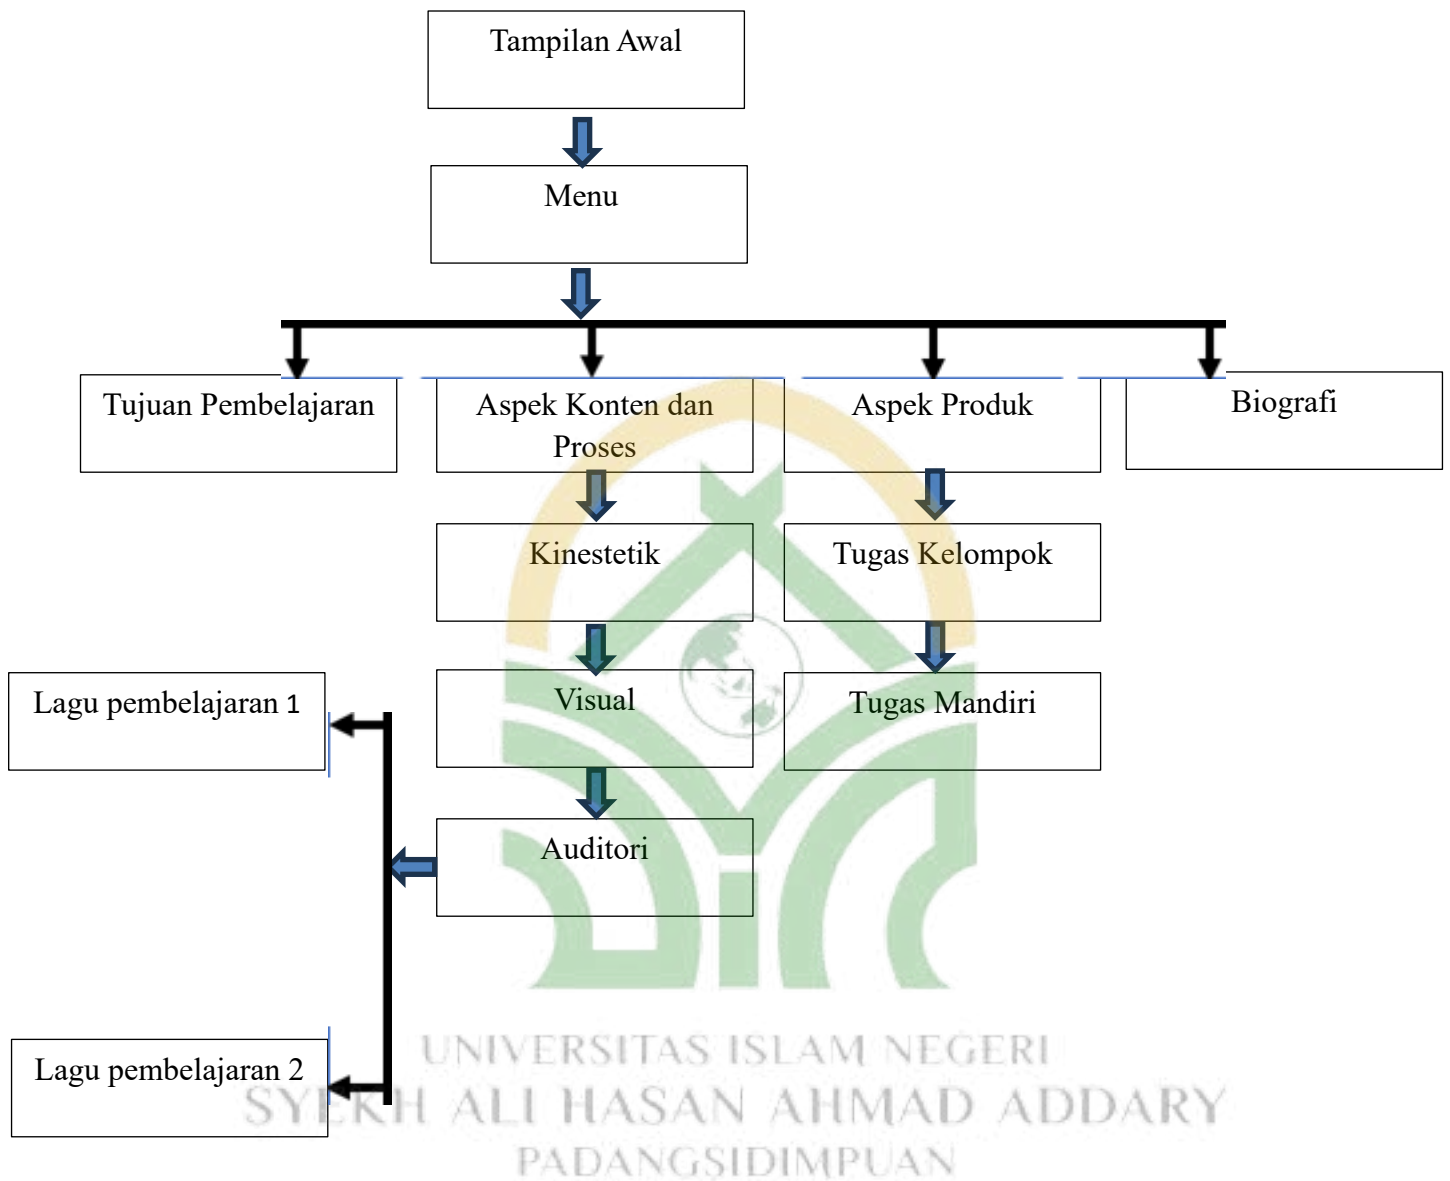 Tampilan Awal
Menu
Tujuan Pembelajaran
Aspek Konten dan
Proses
Aspek Produk
Biografi
Kinestetik
Tugas Kelompok
Visual
Tugas Mandiri
Lagu pembelajaran 1
Auditori
Lagu pembelajaran 2
UNIVERSITAS ISLAM NEGERI
SYEKH ALI HASAN AHMAD ADDARY
PADANGSIDIMPUAN